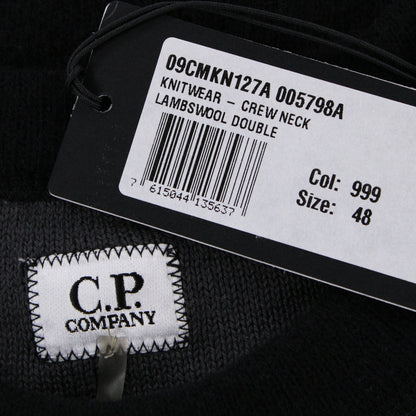 09CMKN127A 005798A
KNITWEAR - CREW NECK
LAMBSWOOL DOUBLE
7 615044 135637
Col: 999
Size: 48
C.P.
COMPANY